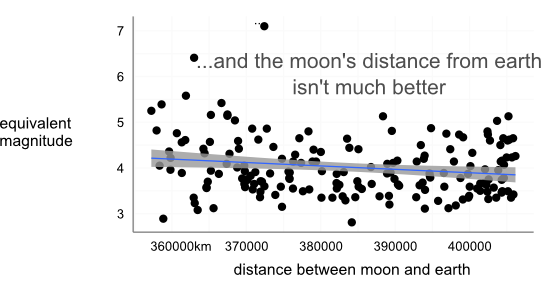 7
...and the moon's distance from earth
isn't much better
6
5
equivalent
magnitude
4
3
360000km 370000 380000 390000 400000
distance between moon and earth